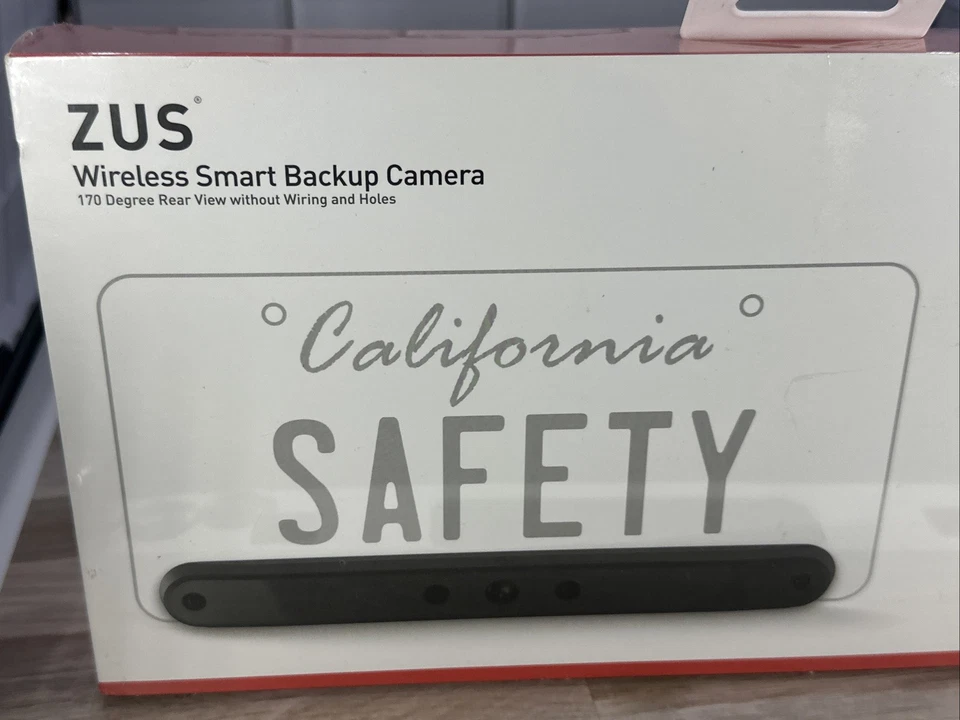 ZUS®
Wireless Smart Backup Camera
170 Degree Rear View without Wiring and Holes
California
SAFETY